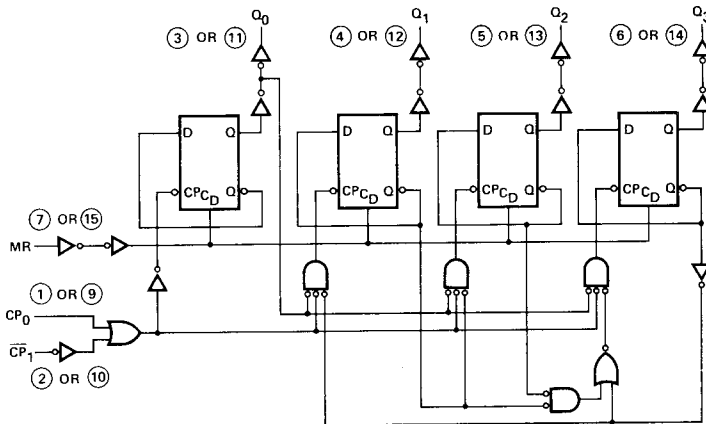 Q0 Q1 Q2 Q3
3 OR 11 4 OR 12 5 OR 13 6 OR 14
D Q D Q D Q D Q
CP CD Q CP CD Q CP CD Q CP CD Q
7 OR 15
MR
1 OR 9
CP0
CP1
2 OR 10